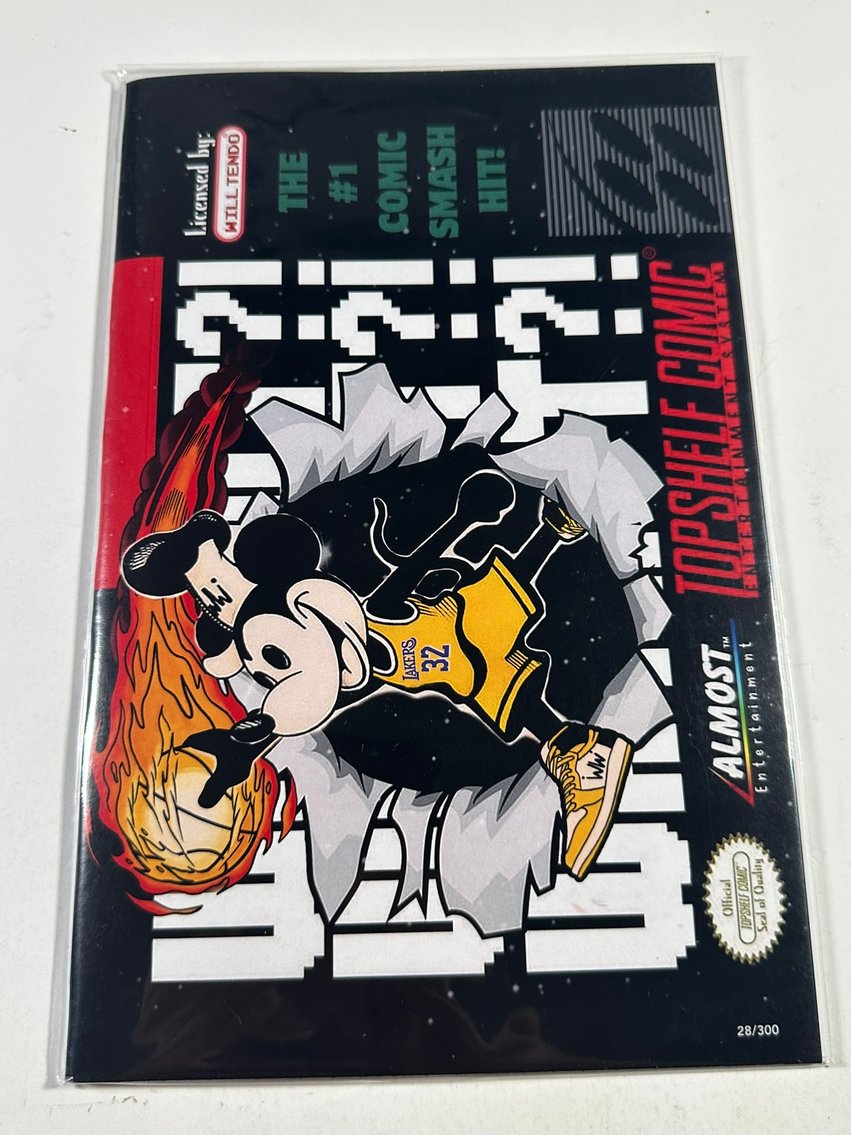 Licensed by:
WILLTENDO
THE
#1
COMIC
SMASH
HIT!
?!
?!
T?!
LAKERS
32
TOPSHELF COMIC
ENTERTAINMENT SYSTEM
ALMOST™
Entertainment
Official
TOPSHELF COMIC
Seal of Quality
28/300